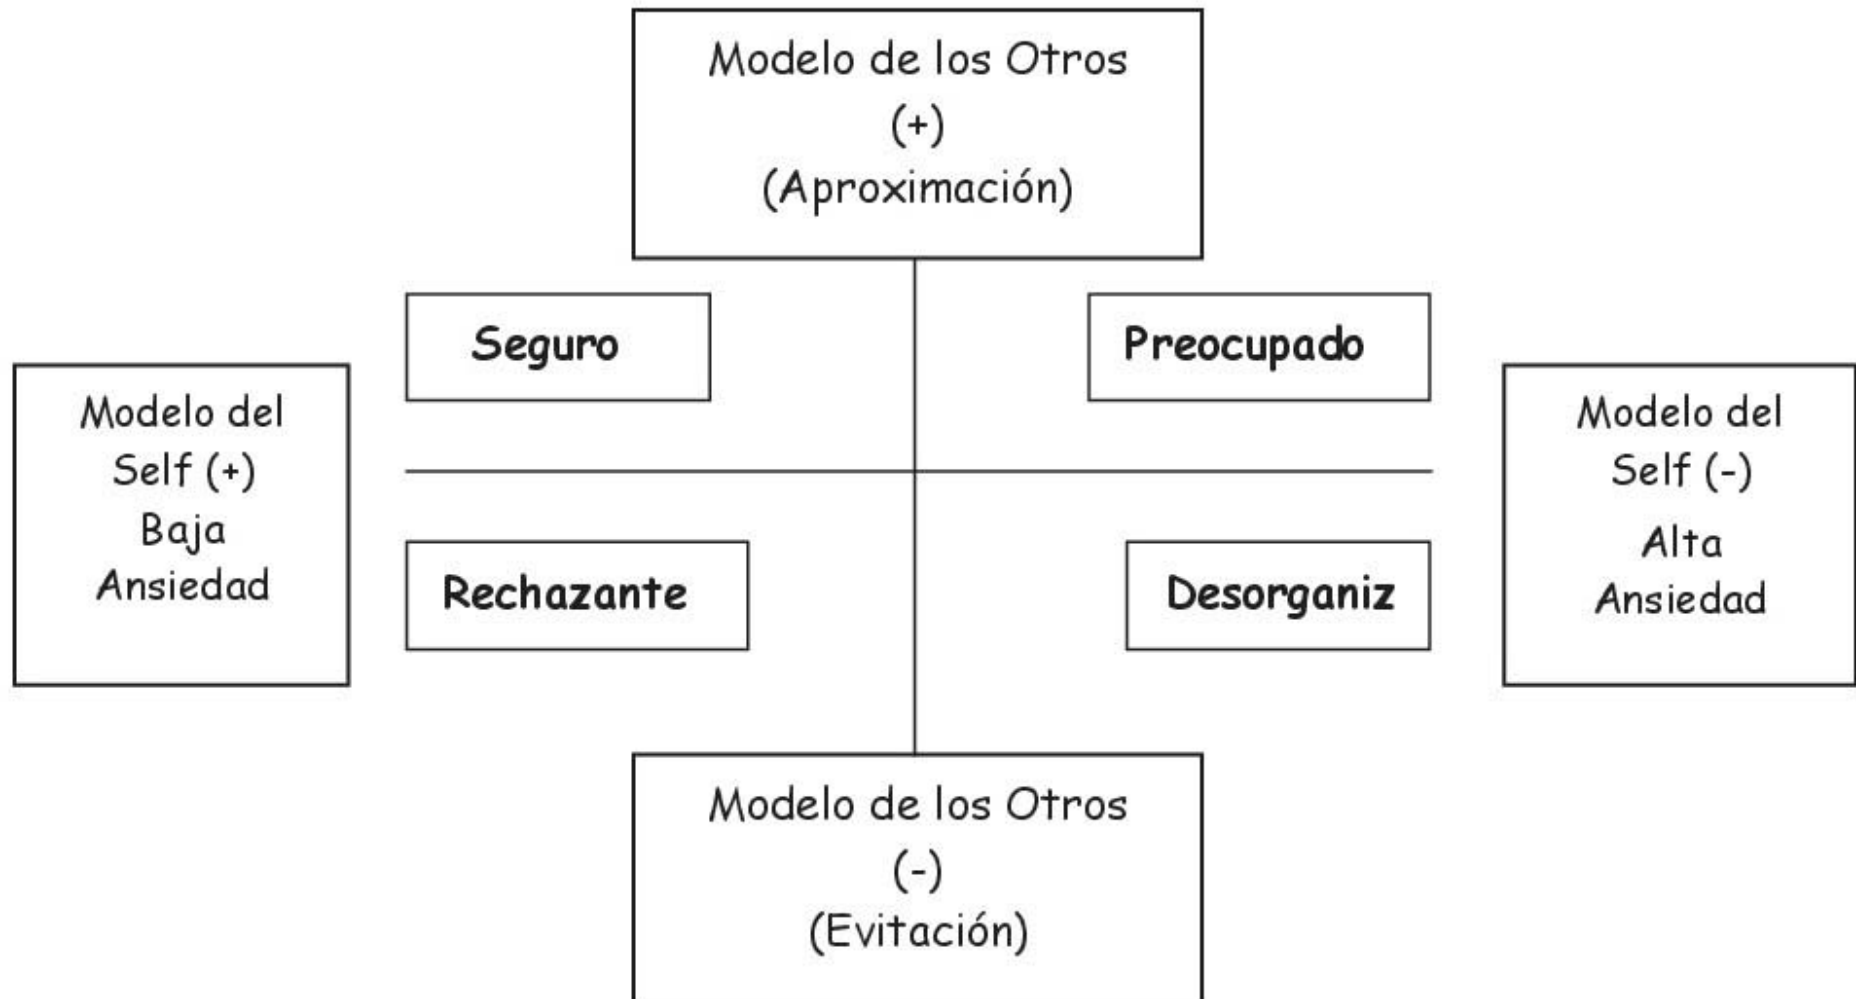 Modelo de los Otros
(+)
(Aproximación)
Seguro
Preocupado
Modelo del
Self (+)
Baja
Ansiedad
Modelo del
Self (-)
Alta
Ansiedad
Rechazante
Desorganiz
Modelo de los Otros
(-)
(Evitación)